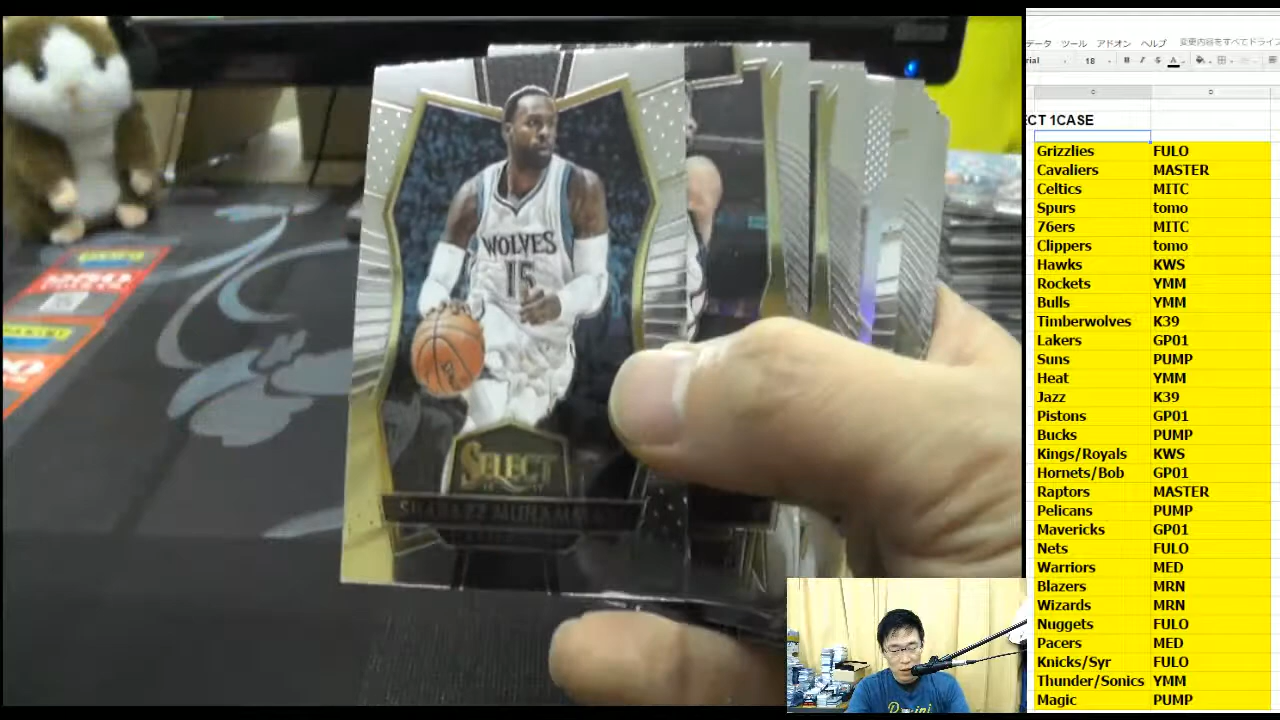 WOLVES
15
SELECT
PANINI
データ ツール アドオン ヘルプ 変更内容をすべてドライブ
rial 18 B I S A
C D
ECT 1CASE
Grizzlies FULO
Cavaliers MASTER
Celtics MITC
Spurs tomo
76ers MITC
Clippers tomo
Hawks KWS
Rockets YMM
Bulls YMM
Timberwolves K39
Lakers GP01
Suns PUMP
Heat YMM
Jazz K39
Pistons GP01
Bucks PUMP
Kings/Royals KWS
Hornets/Bob GP01
Raptors MASTER
Pelicans PUMP
Mavericks GP01
Nets FULO
Warriors MED
Blazers MRN
Wizards MRN
Nuggets FULO
Pacers MED
Knicks/Syr FULO
Thunder/Sonics YMM
Magic PUMP
Panini